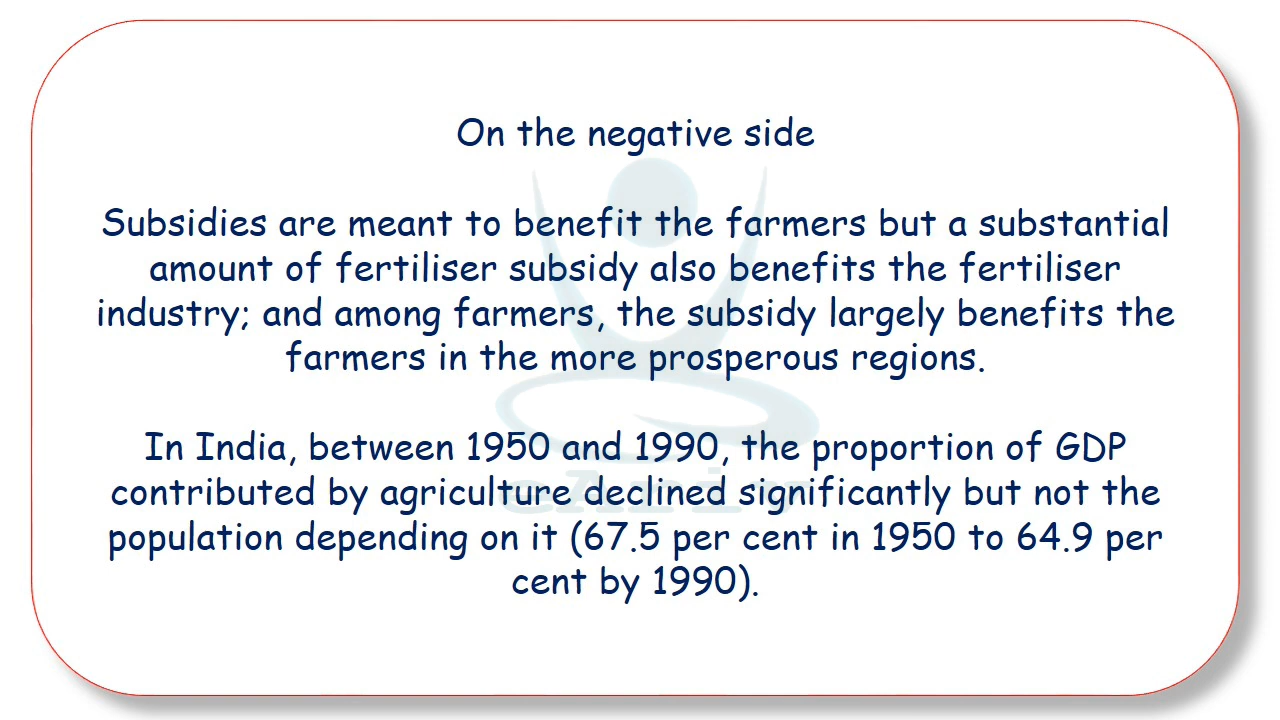 On the negative side
Subsidies are meant to benefit the farmers but a substantial
amount of fertiliser subsidy also benefits the fertiliser
industry; and among farmers, the subsidy largely benefits the
farmers in the more prosperous regions.
In India, between 1950 and 1990, the proportion of GDP
contributed by agriculture declined significantly but not the
population depending on it (67.5 per cent in 1950 to 64.9 per
cent by 1990).